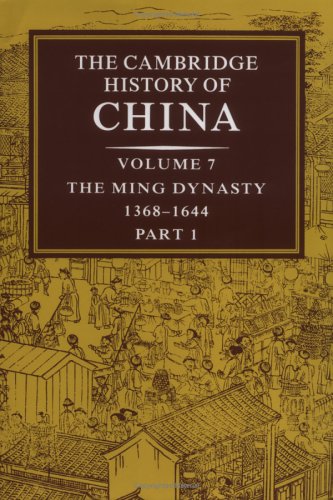 THE CAMBRIDGE
HISTORY OF
CHINA
VOLUME 7
THE MING DYNASTY
1368–1644
PART 1